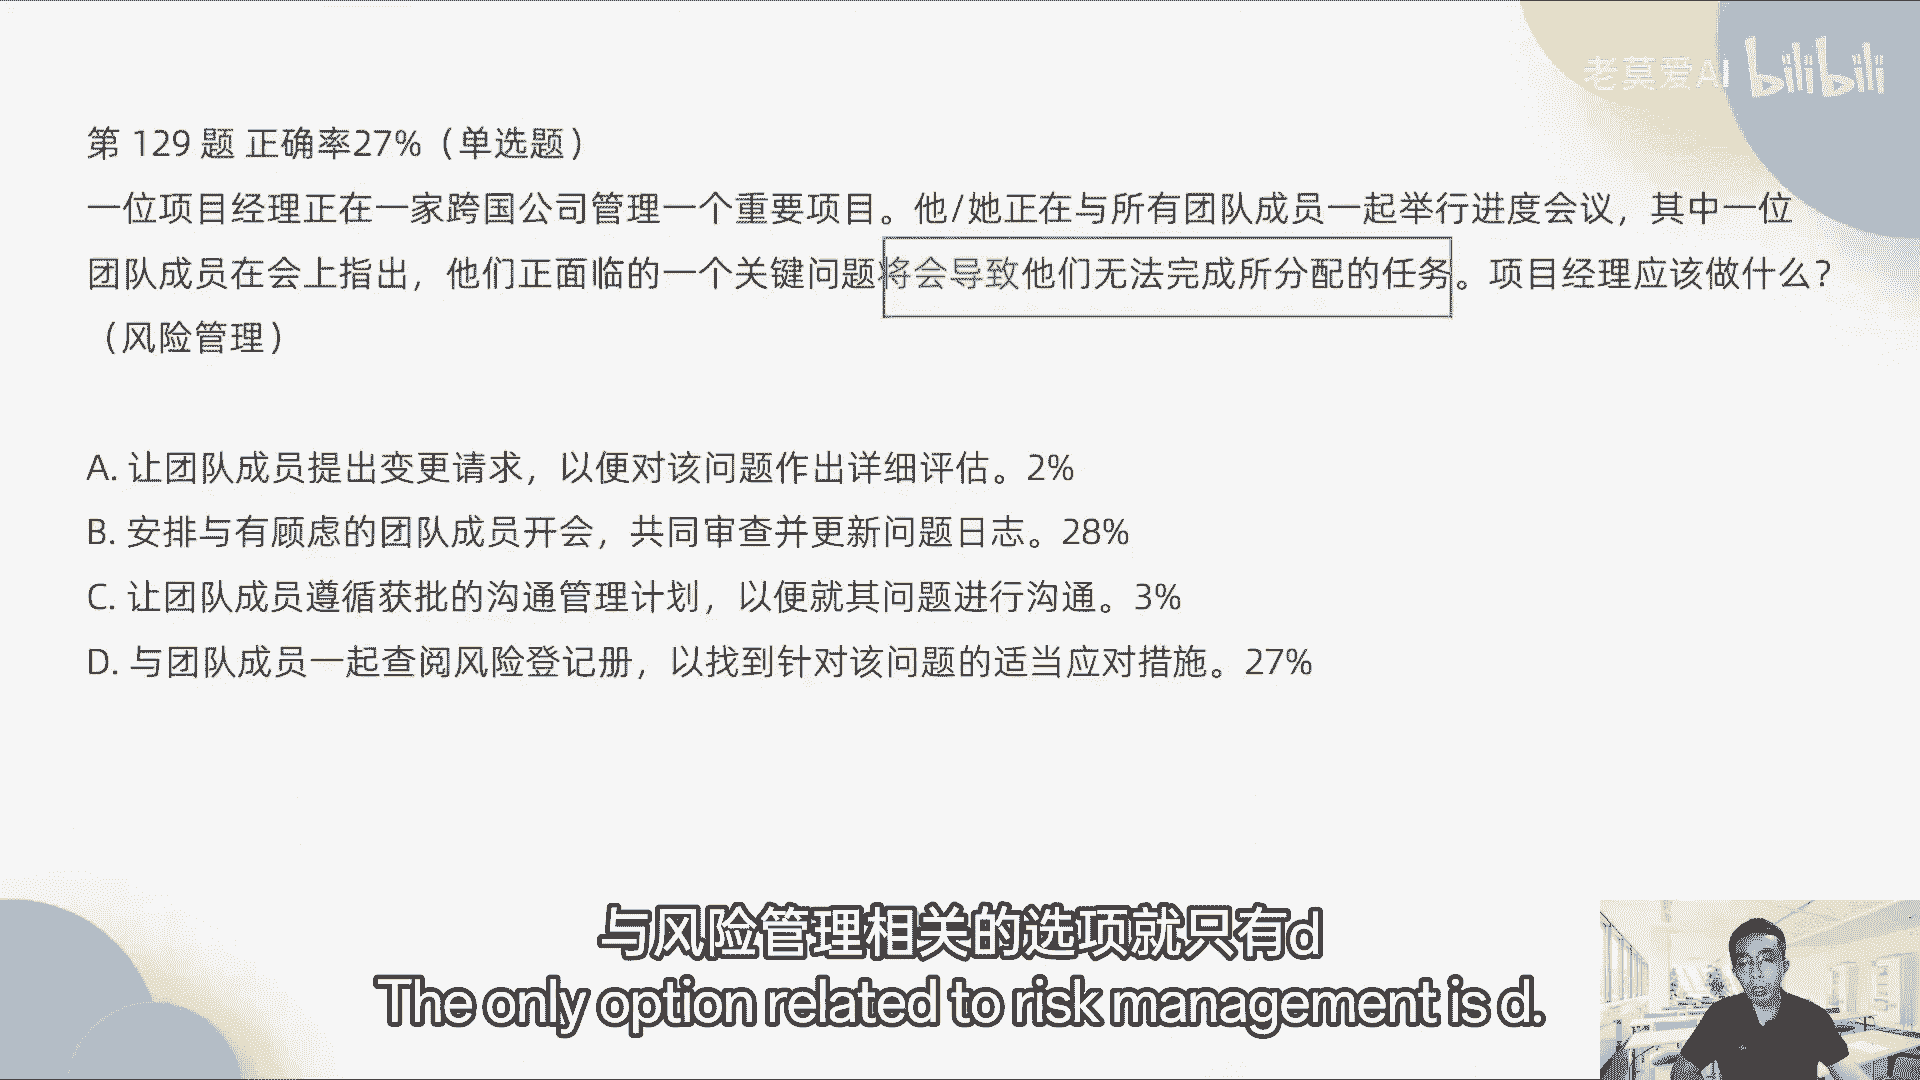 老莫爱AI bilibili
第 129 题 正确率27%（单选题）
一位项目经理正在一家跨国公司管理一个重要项目。他/她正在与所有团队成员一起举行进度会议，其中一位
团队成员在会上指出，他们正面临的一个关键问题将会导致他们无法完成所分配的任务。项目经理应该做什么？
（风险管理）
A. 让团队成员提出变更请求，以便对该问题作出详细评估。2%
B. 安排与有顾虑的团队成员开会，共同审查并更新问题日志。28%
C. 让团队成员遵循获批的沟通管理计划，以便就其问题进行沟通。3%
D. 与团队成员一起查阅风险登记册，以找到针对该问题的适当应对措施。27%
与风险管理相关的选项就只有d
The only option related to risk management is d.